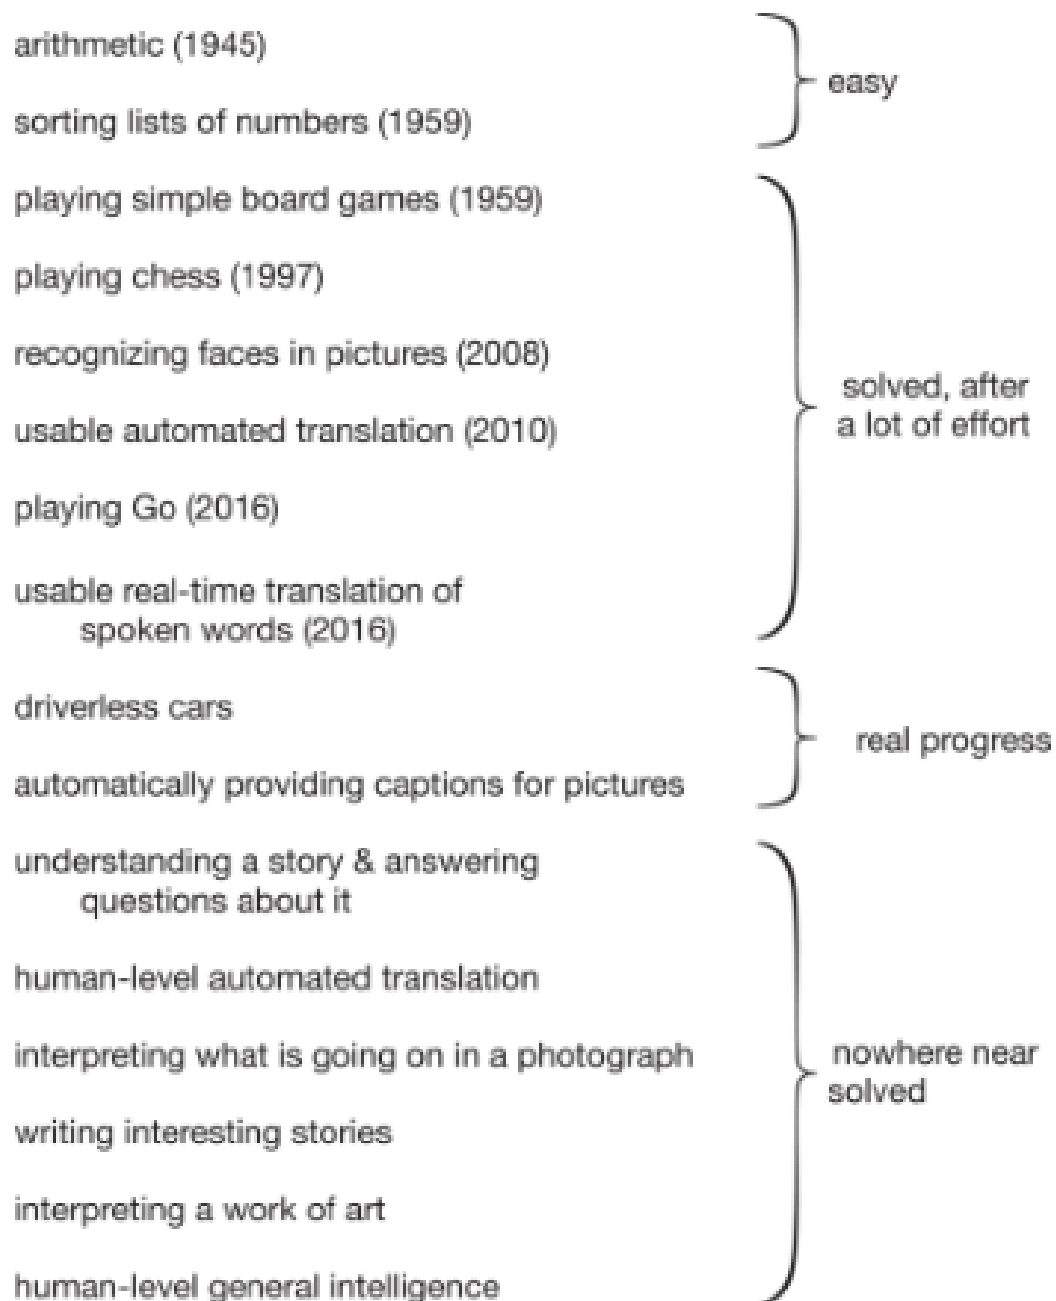 arithmetic (1945)
sorting lists of numbers (1959)
easy
playing simple board games (1959)
playing chess (1997)
recognizing faces in pictures (2008)
usable automated translation (2010)
playing Go (2016)
usable real-time translation of
spoken words (2016)
solved, after
a lot of effort
driverless cars
automatically providing captions for pictures
real progress
understanding a story & answering
questions about it
human-level automated translation
interpreting what is going on in a photograph
writing interesting stories
interpreting a work of art
human-level general intelligence
nowhere near
solved